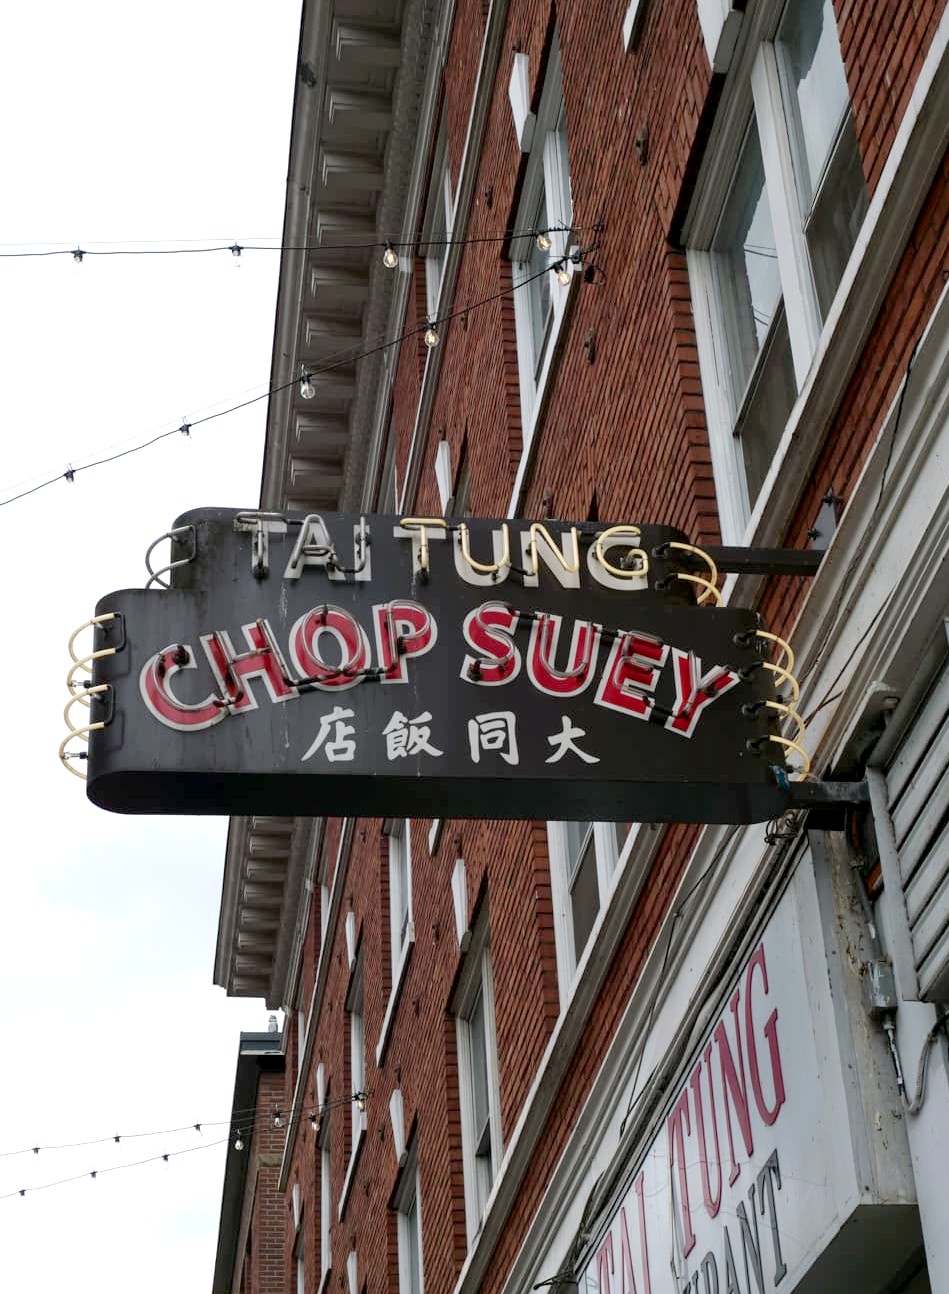 TAI TUNG
CHOP SUEY
店飯同大
TAI TUNG